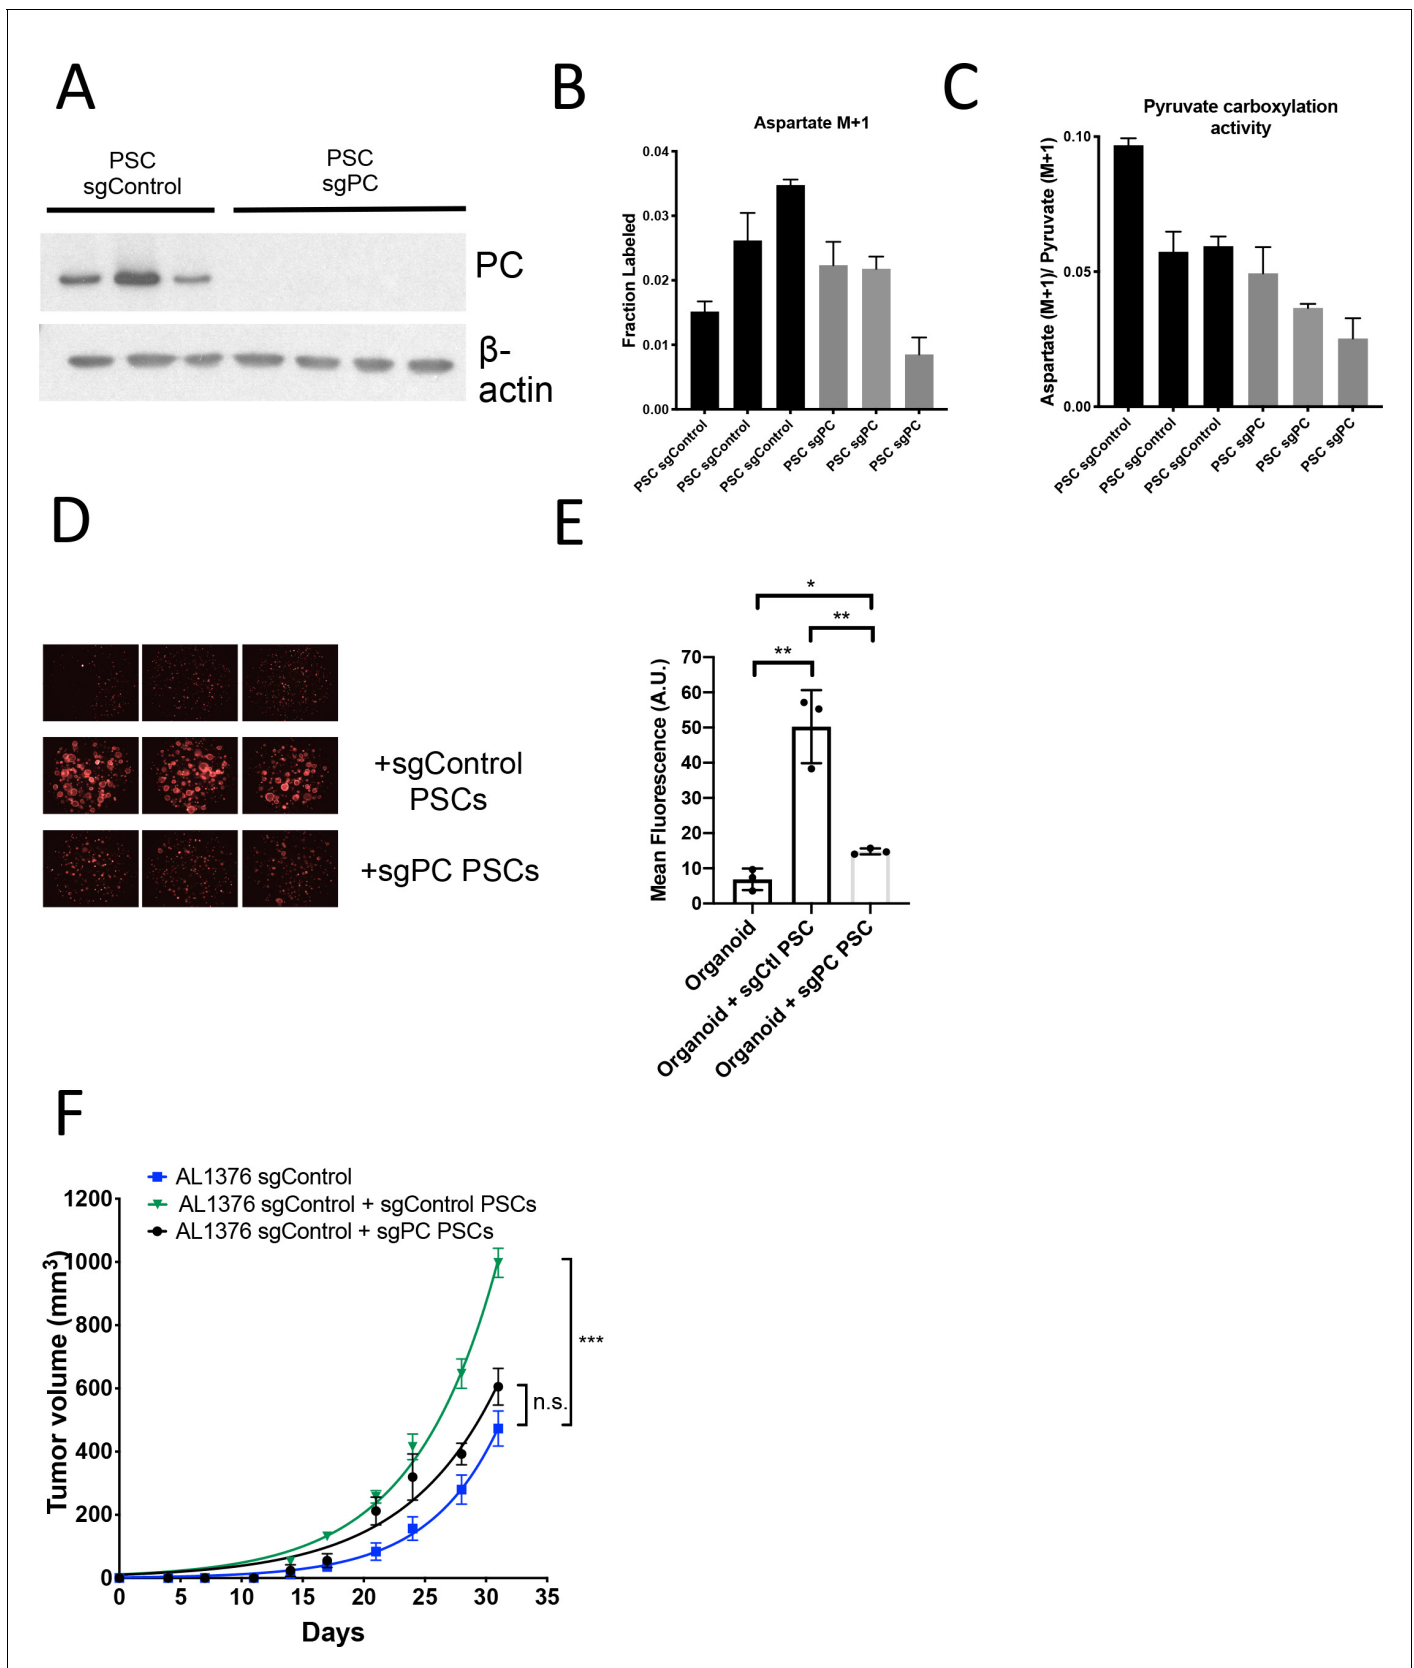 A
PSC
sgControl
PSC
sgPC
PC
β-
actin
B
Aspartate M+1
Fraction Labeled
0.04
0.03
0.02
0.01
0.00
PSC sgControl
PSC sgControl
PSC sgControl
PSC sgPC
PSC sgPC
PSC sgPC
C
Pyruvate carboxylation
activity
Aspartate (M+1)/ Pyruvate (M+1)
0.10
0.05
0.00
PSC sgControl
PSC sgControl
PSC sgControl
PSC sgPC
PSC sgPC
PSC sgPC
D
+sgControl
PSCs
+sgPC PSCs
E
*
**
**
Mean Fluorescence (A.U.)
70
60
50
40
30
20
10
0
Organoid
Organoid + sgCtl PSC
Organoid + sgPC PSC
F
AL1376 sgControl
AL1376 sgControl + sgControl PSCs
AL1376 sgControl + sgPC PSCs
Tumor volume (mm³)
1200
1000
800
600
400
200
0
***
n.s.
0 5 10 15 20 25 30 35
Days